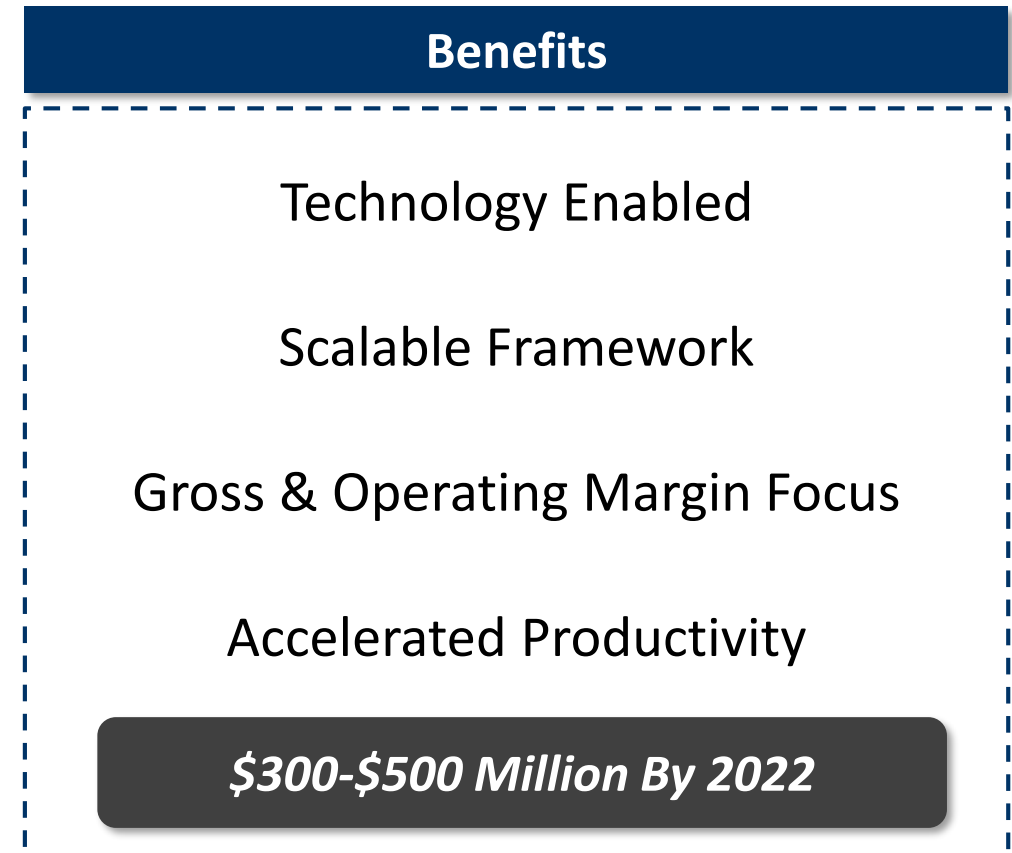 Benefits
Technology Enabled
Scalable Framework
Gross & Operating Margin Focus
Accelerated Productivity
$300-$500 Million By 2022